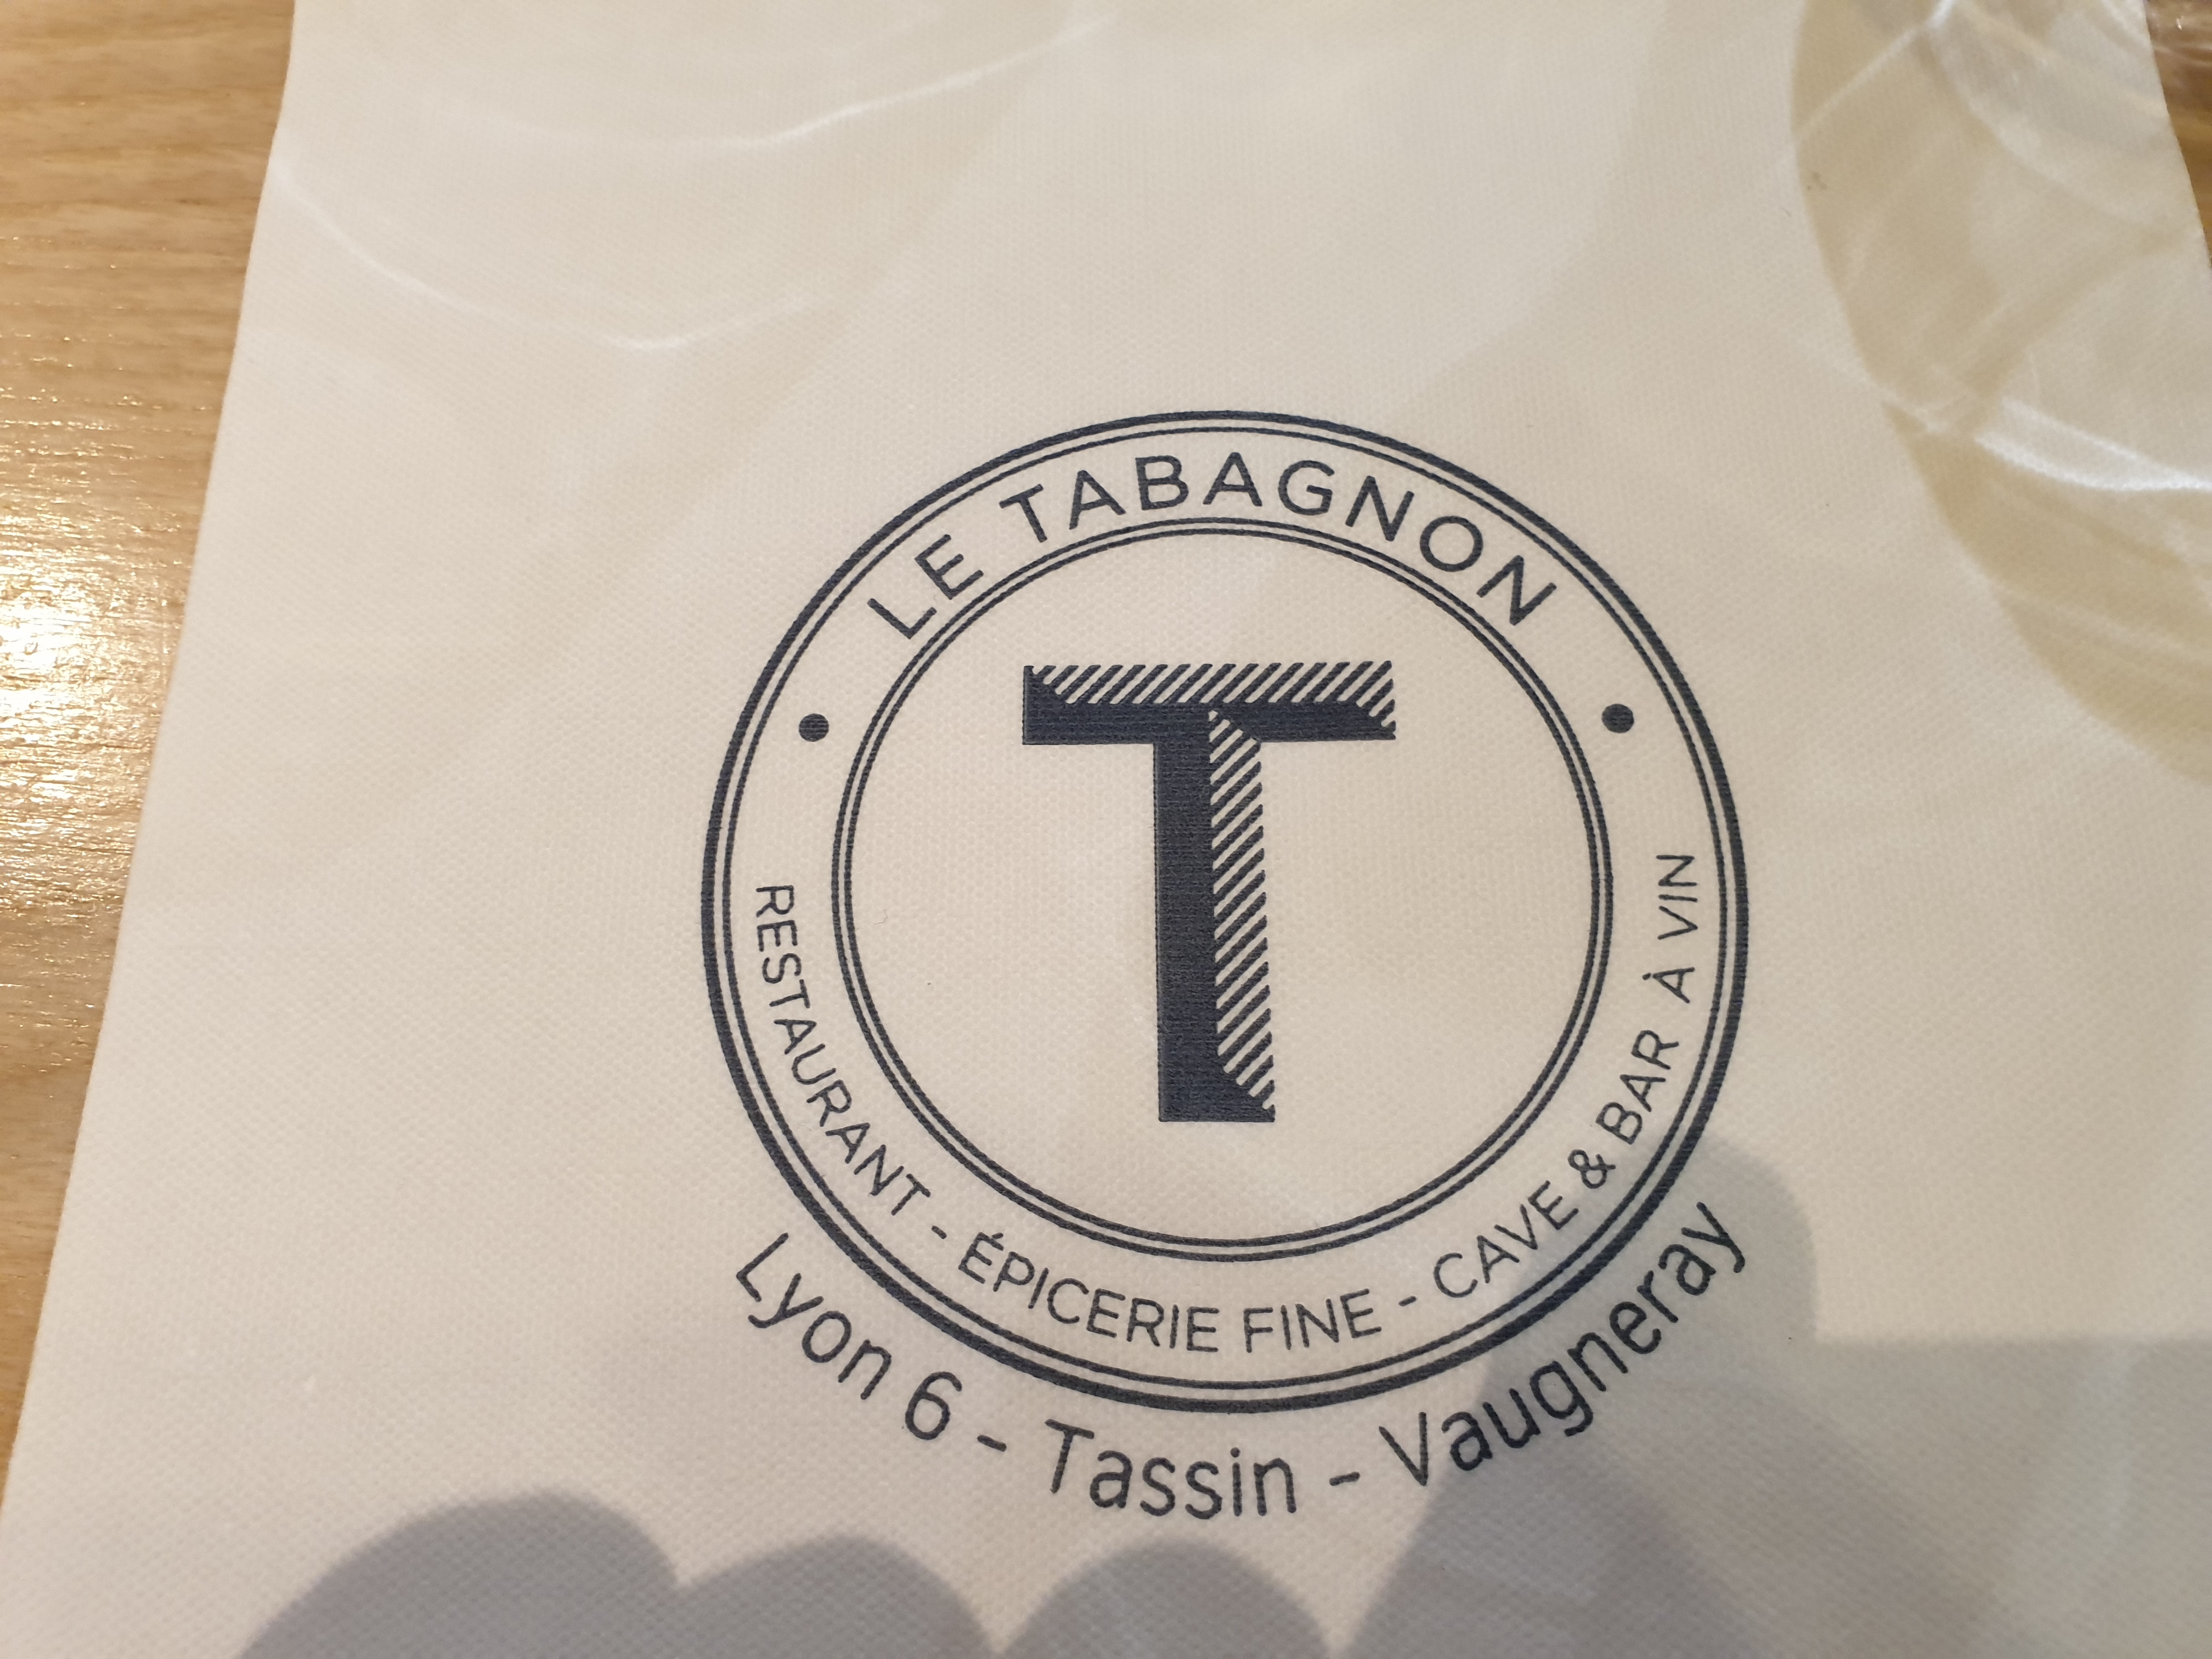 LE TABAGNON
T
RESTAURANT - ÉPICERIE FINE - CAVE & BAR À VIN
Lyon 6 - Tassin - Vaugneray